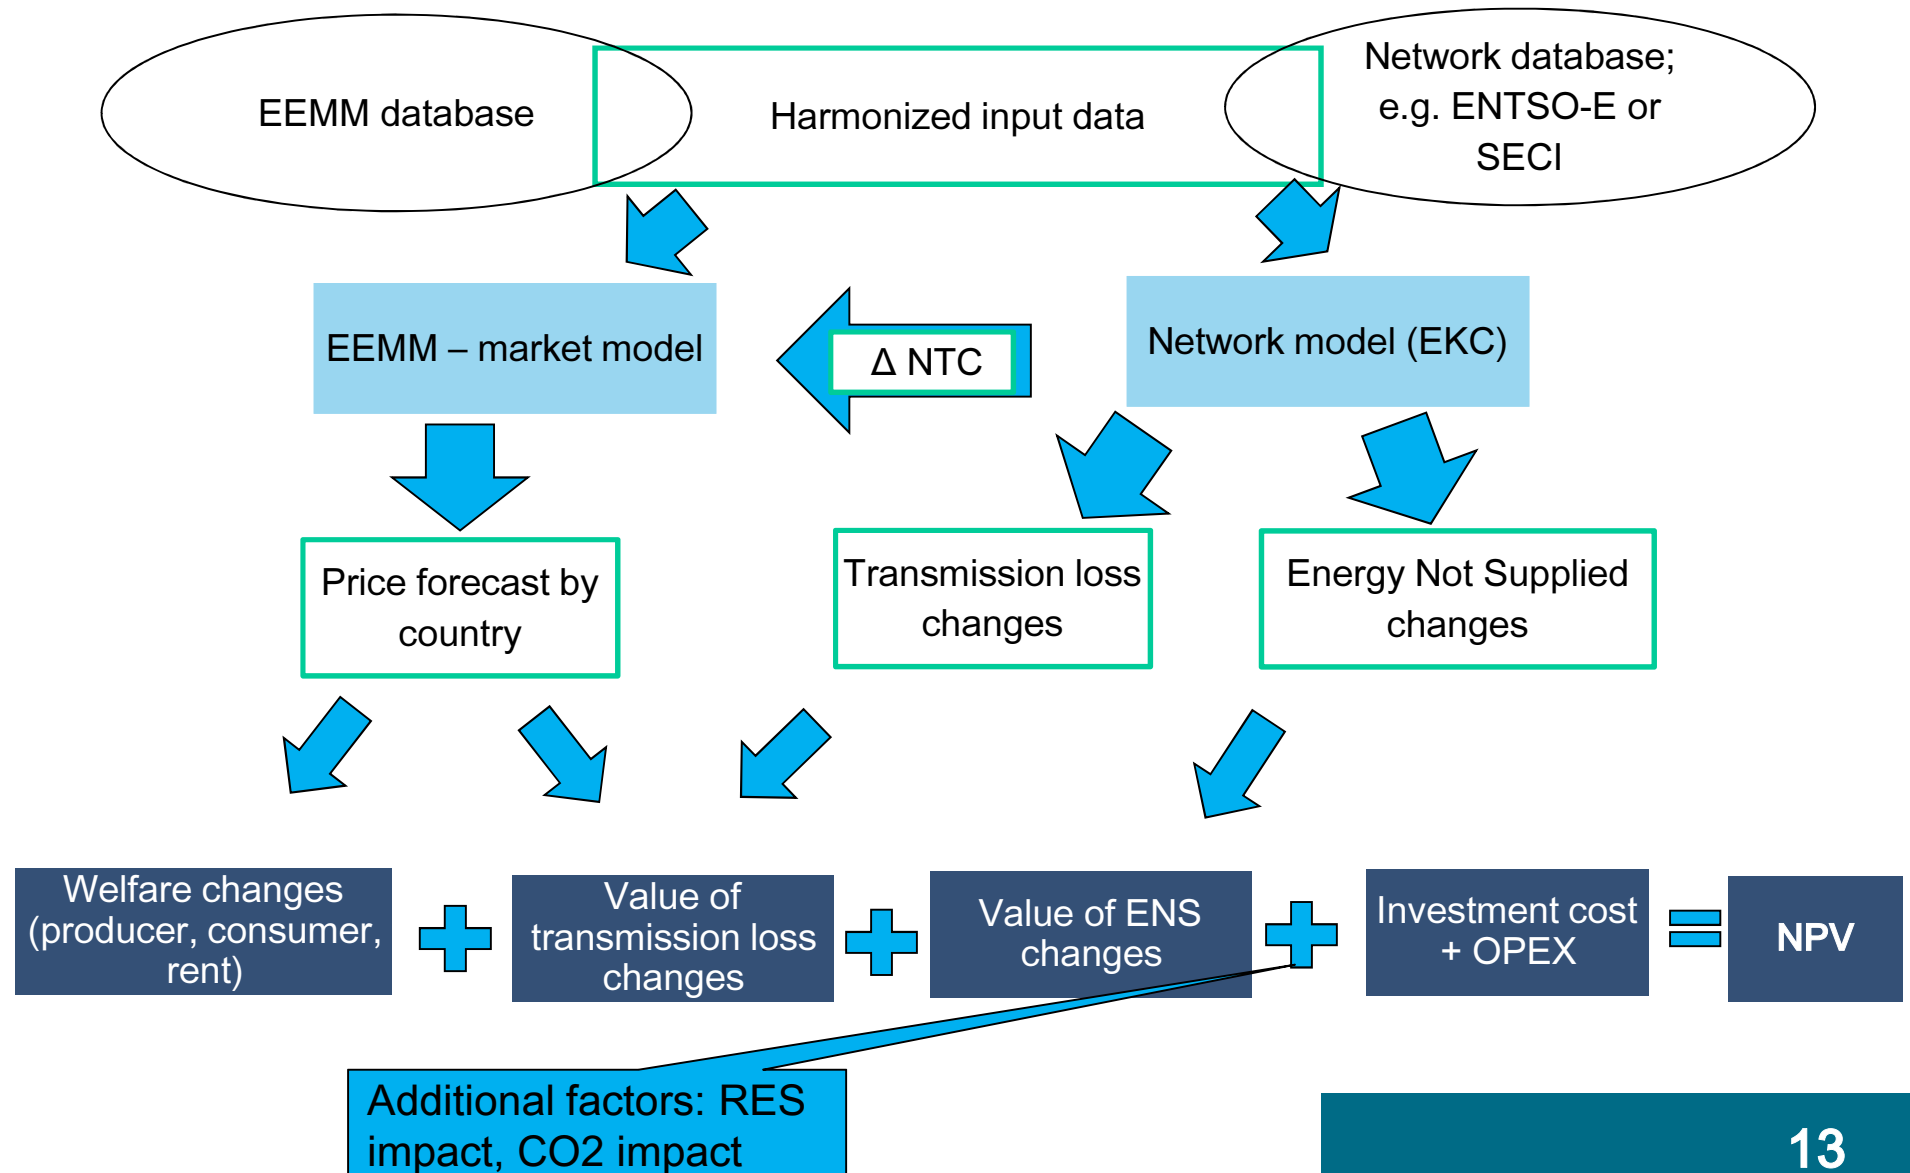 EEMM database
Harmonized input data
Network database;
e.g. ENTSO-E or
SECI
EEMM – market model
Δ NTC
Network model (EKC)
Price forecast by
country
Transmission loss
changes
Energy Not Supplied
changes
Welfare changes
(producer, consumer,
rent)
Value of
transmission loss
changes
Value of ENS
changes
Investment cost
+ OPEX
NPV
Additional factors: RES
impact, CO2 impact
13